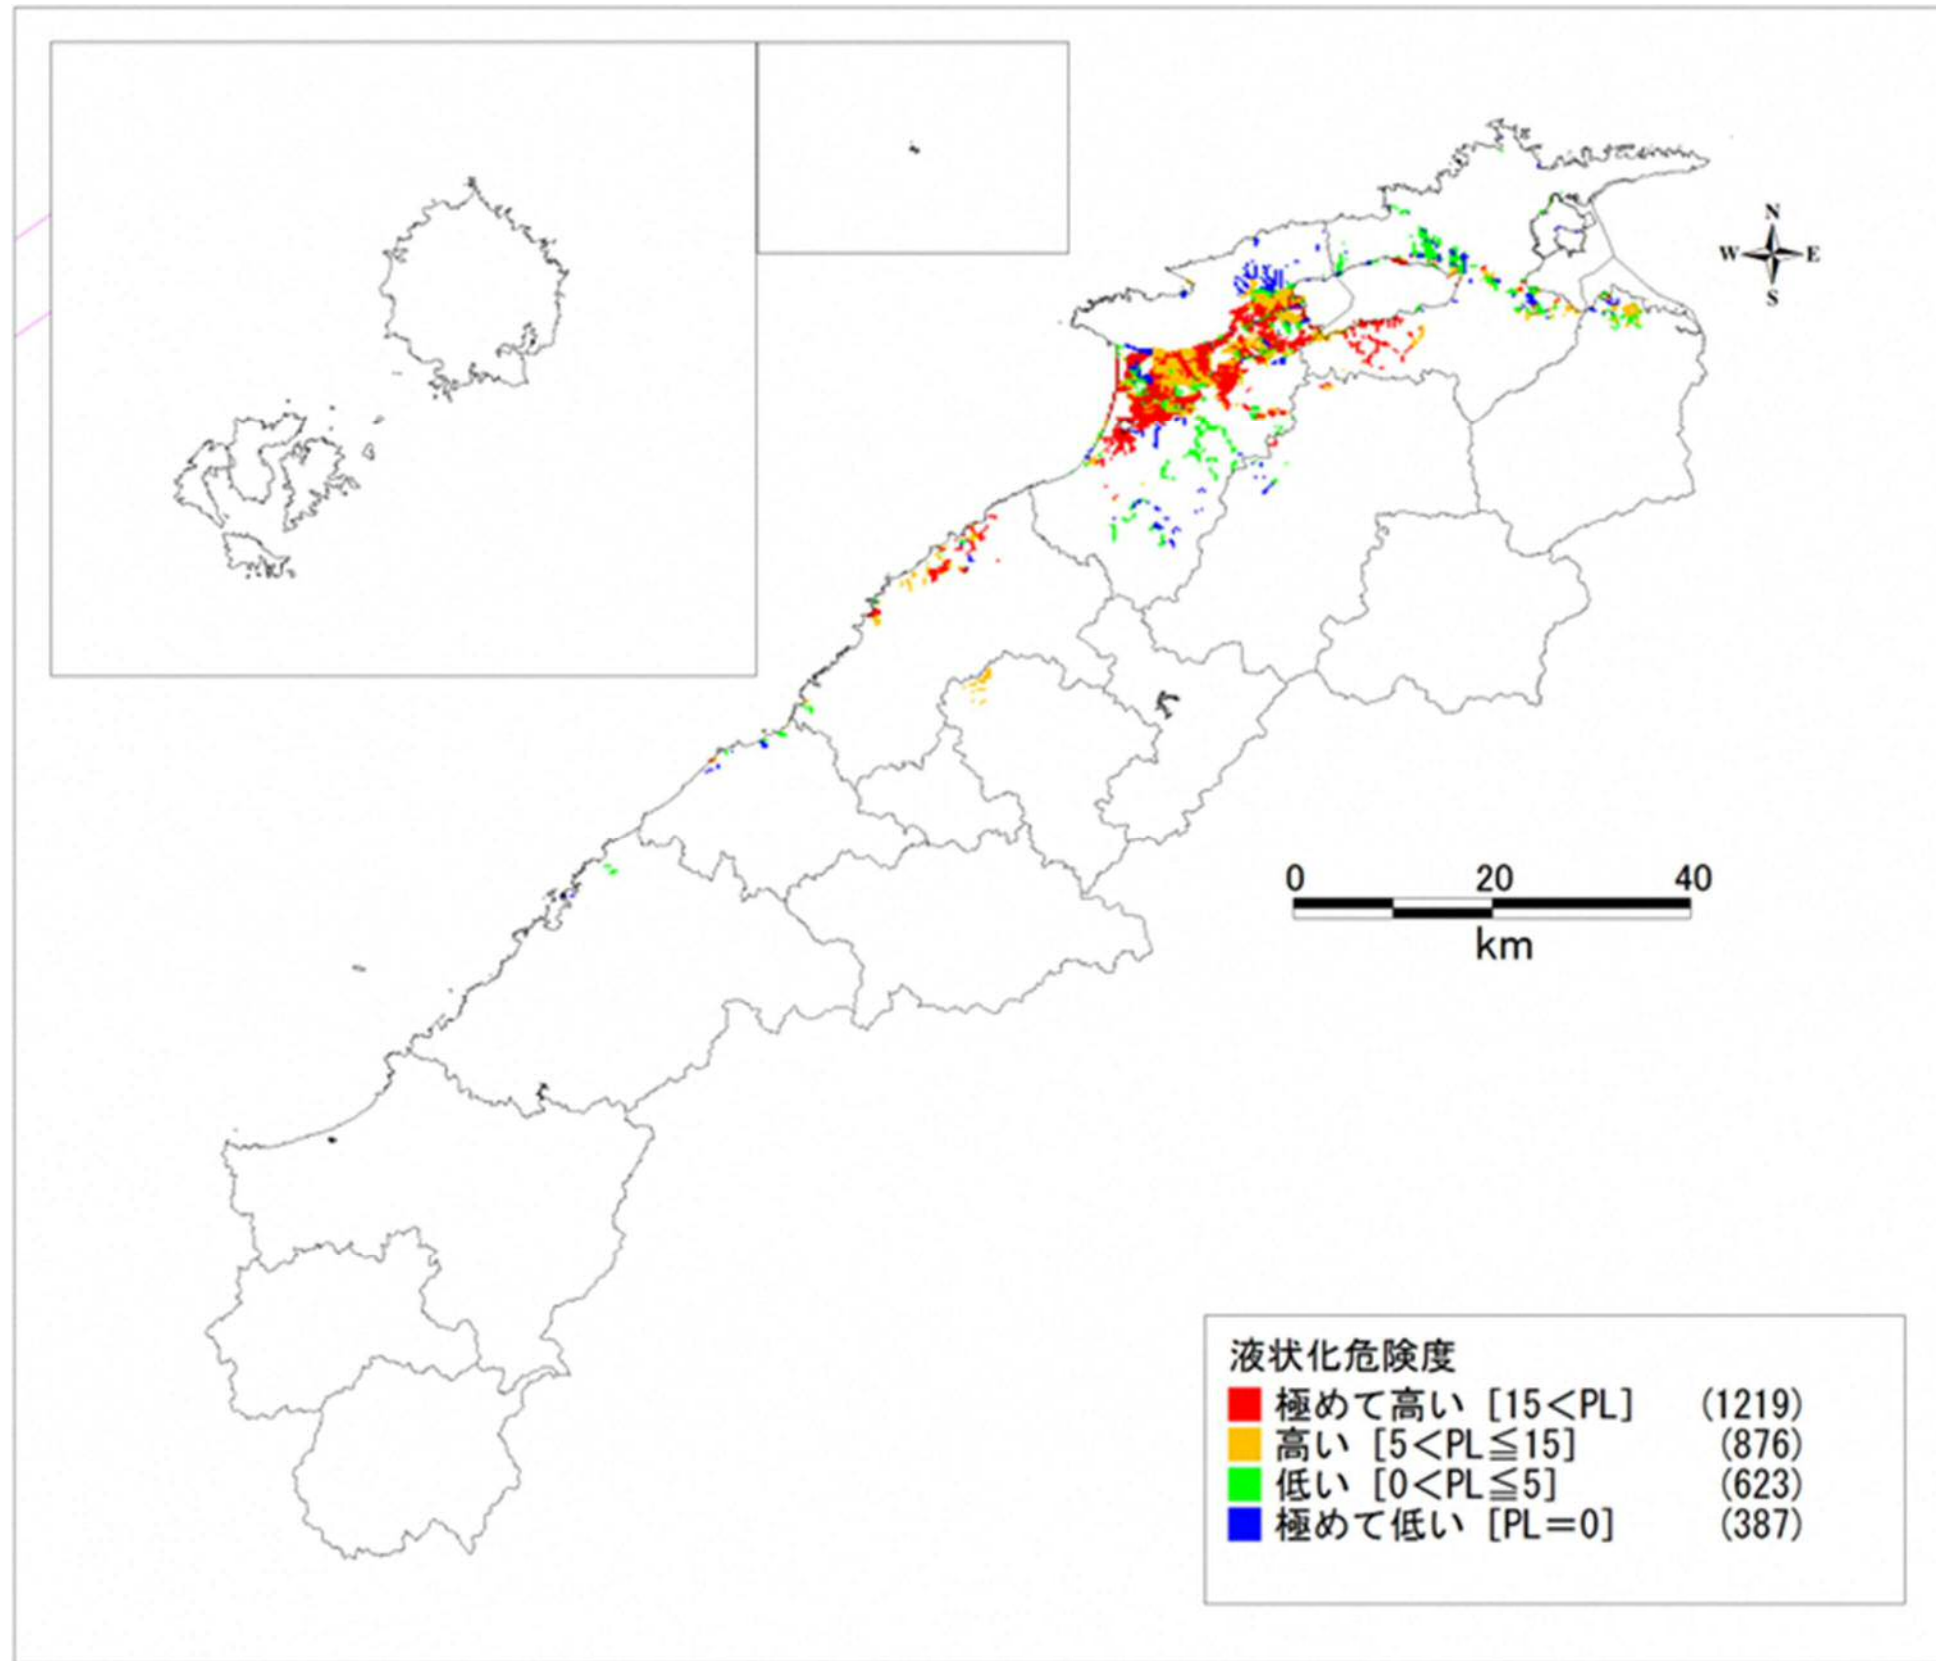 N
W E
S
0 20 40
km
液状化危険度
極めて高い [15<PL] (1219)
高い [5<PL≦15] (876)
低い [0<PL≦5] (623)
極めて低い [PL=0] (387)